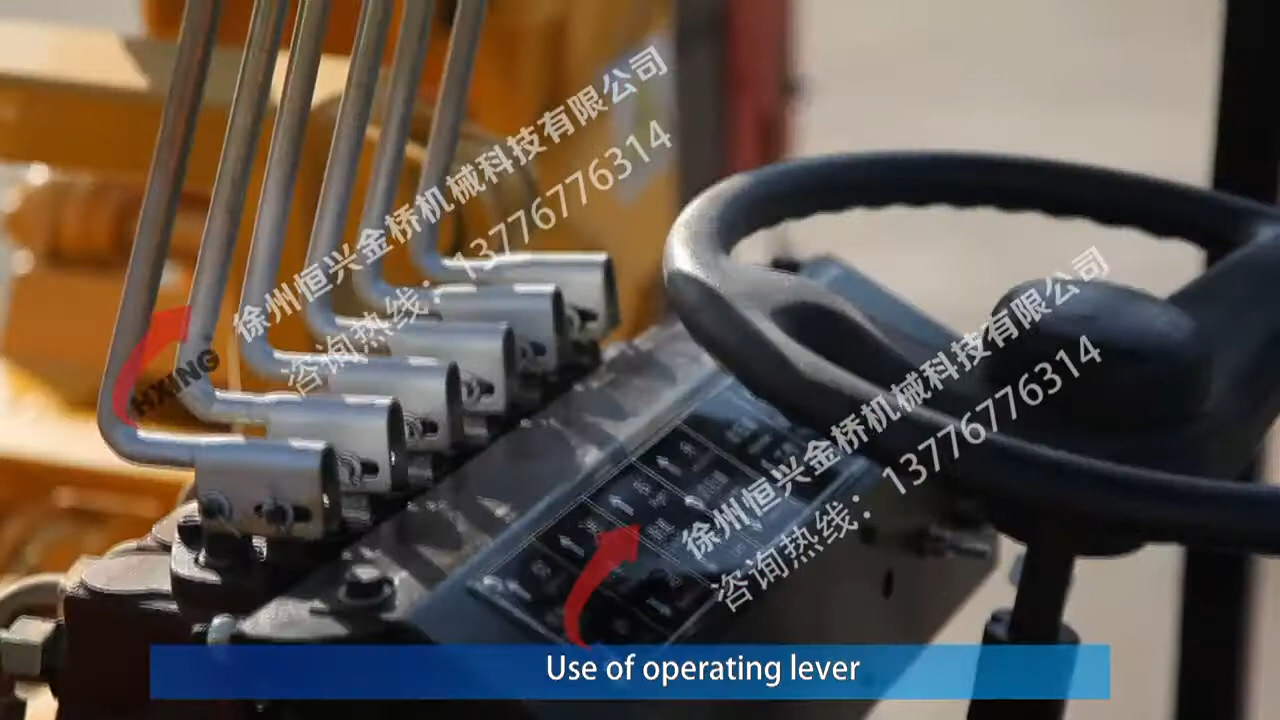 徐州恒兴金桥机械科技有限公司
咨询热线：13776776314
HXING
徐州恒兴金桥机械科技有限公司
咨询热线：13776776314
Use of operating lever